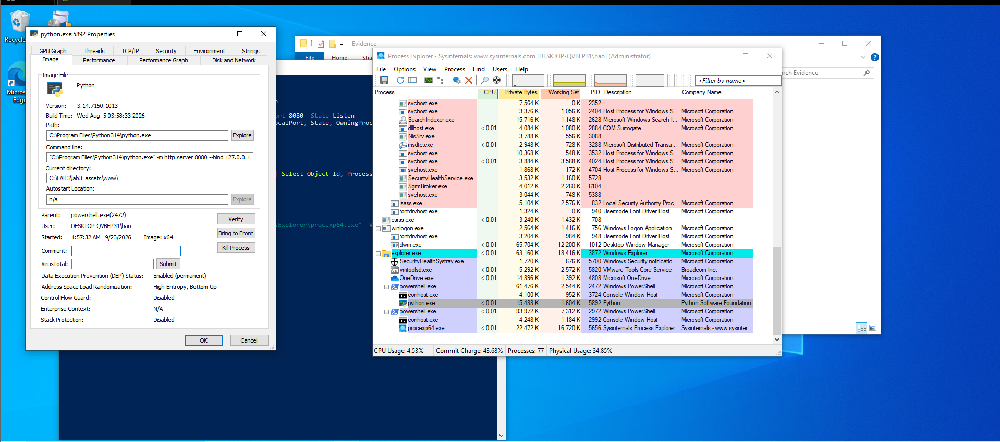 Recycle
Micros
Edge
python.exe:5892 Properties
GPU Graph Threads TCP/IP Security Environment Strings
Image Performance Performance Graph Disk and Network
Image File
Python
Version: 3.14.7150.1013
Build Time: Wed Aug 5 03:58:33 2026
Path:
C:\Program Files\Python314\python.exe Explore
Command line:
"C:\Program Files\Python314\python.exe" -m http.server 8080 --bind 127.0.0.1
Current directory:
C:\LAB3\lab3_assets\www\
Autostart Location:
n/a Explore
Parent: powershell.exe(2472) Verify
User: DESKTOP-QVBEP31\hao Bring to Front
Started: 1:57:32 AM 9/23/2026 Image: x64
Kill Process
Comment:
VirusTotal: Submit
Data Execution Prevention (DEP) Status: Enabled (permanent)
Address Space Load Randomization: High-Entropy, Bottom-Up
Control Flow Guard: Disabled
Enterprise Context: N/A
Stack Protection: Disabled
OK Cancel
ort 8080 -State Listen
ocalPort, State, OwningProc
Select-Object Id, Process
sExplorer\procexp64.exe" -V
Evidence
File Home Sha
rch Evidence
Process Explorer - Sysinternals: www.sysinternals.com [DESKTOP-QVBEP31\hao] (Administrator)
File Options View Process Find Users Help
<Filter by name>
Process CPU Private Bytes Working Set PID Description Company Name
svchost.exe 7,564 K 0 K 2352
svchost.exe 3,376 K 1,056 K 2404 Host Process for Windows S... Microsoft Corporation
SearchIndexer.exe 15,716 K 1,148 K 2628 Microsoft Windows Search I... Microsoft Corporation
dllhost.exe < 0.01 4,084 K 1,080 K 2884 COM Surrogate Microsoft Corporation
NisSrv.exe 3,788 K 556 K 3088
msdtc.exe < 0.01 2,948 K 728 K 3288 Microsoft Distributed Transa... Microsoft Corporation
svchost.exe 10,368 K 548 K 3532 Host Process for Windows S... Microsoft Corporation
svchost.exe < 0.01 3,884 K 3,588 K 4024 Host Process for Windows S... Microsoft Corporation
svchost.exe 1,868 K 172 K 4704 Host Process for Windows S... Microsoft Corporation
SecurityHealthService.exe 3,532 K 1,160 K 5728
SgrmBroker.exe 4,012 K 2,260 K 6104
svchost.exe 3,044 K 748 K 5388
lsass.exe 5,104 K 2,576 K 832 Local Security Authority Proc... Microsoft Corporation
fontdrvhost.exe 1,324 K 0 K 940 Usermode Font Driver Host Microsoft Corporation
csrss.exe < 0.01 3,240 K 1,432 K 708
winlogon.exe 2,564 K 1,416 K 756 Windows Logon Application Microsoft Corporation
fontdrvhost.exe 3,204 K 984 K 948 Usermode Font Driver Host Microsoft Corporation
dwm.exe < 0.01 65,704 K 12,200 K 1012 Desktop Window Manager Microsoft Corporation
explorer.exe < 0.01 63,160 K 18,416 K 3872 Windows Explorer Microsoft Corporation
SecurityHealthSystray.exe 1,720 K 676 K 5700 Windows Security notificatio... Microsoft Corporation
vmtoolsd.exe < 0.01 5,292 K 2,572 K 5820 VMware Tools Core Service Broadcom Inc.
OneDrive.exe < 0.01 14,896 K 1,392 K 4808 Microsoft OneDrive Microsoft Corporation
powershell.exe 61,476 K 2,544 K 2472 Windows PowerShell Microsoft Corporation
conhost.exe 4,100 K 952 K 3724 Console Window Host Microsoft Corporation
python.exe < 0.01 15,488 K 1,604 K 5892 Python Python Software Foundation
powershell.exe < 0.01 93,972 K 7,312 K 2972 Windows PowerShell Microsoft Corporation
conhost.exe 4,248 K 1,184 K 2992 Console Window Host Microsoft Corporation
procexp64.exe < 0.01 22,472 K 16,720 K 5656 Sysinternals Process Explorer Sysinternals - www.sysinter...
CPU Usage: 4.53% Commit Charge: 43.68% Processes: 77 Physical Usage: 34.85%